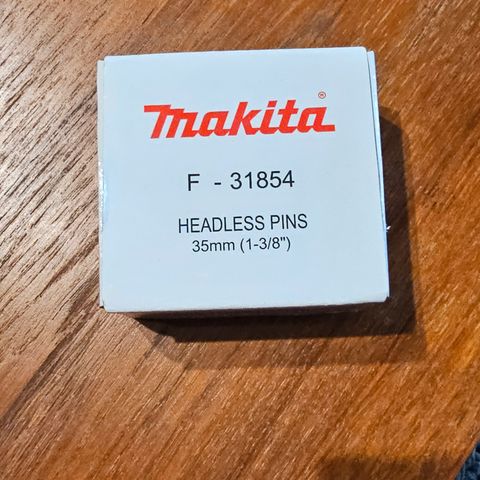 makita®
F - 31854
HEADLESS PINS
35mm (1-3/8")